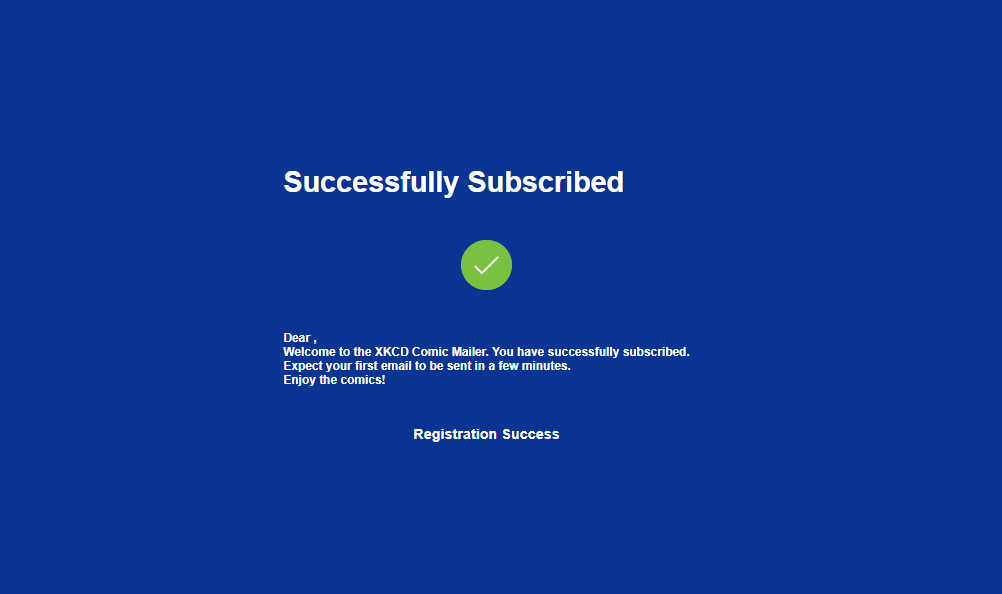 Successfully Subscribed
Dear ,
Welcome to the XKCD Comic Mailer. You have successfully subscribed.
Expect your first email to be sent in a few minutes.
Enjoy the comics!
Registration Success